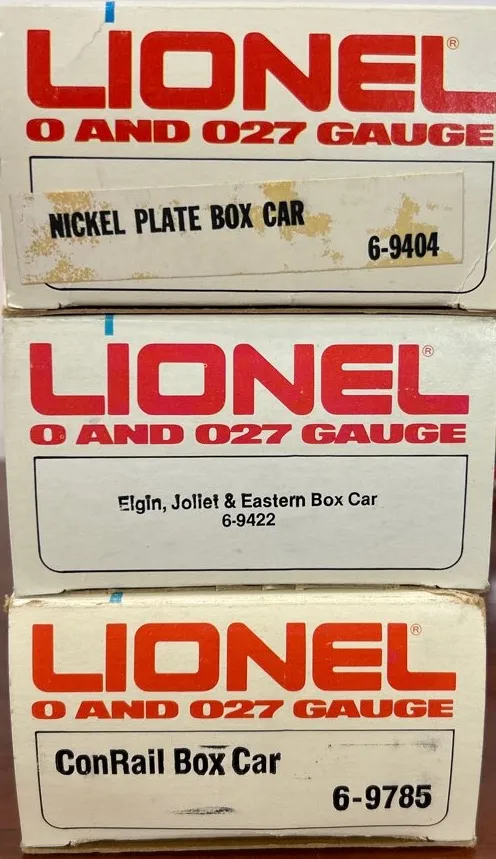 LIONEL®
O AND O27 GAUGE
NICKEL PLATE BOX CAR
6-9404
LIONEL®
O AND O27 GAUGE
Elgin, Joliet & Eastern Box Car
6-9422
LIONEL®
O AND O27 GAUGE
ConRail Box Car
6-9785